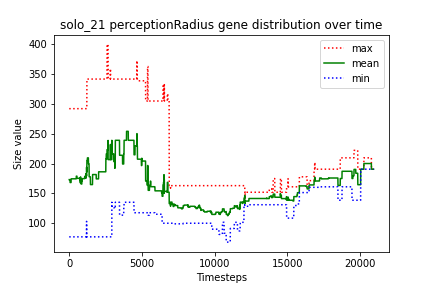 solo_21 perceptionRadius gene distribution over time
400
350
300
250
200
150
100
Size value
max
mean
min
0
5000
10000
15000
20000
Timesteps